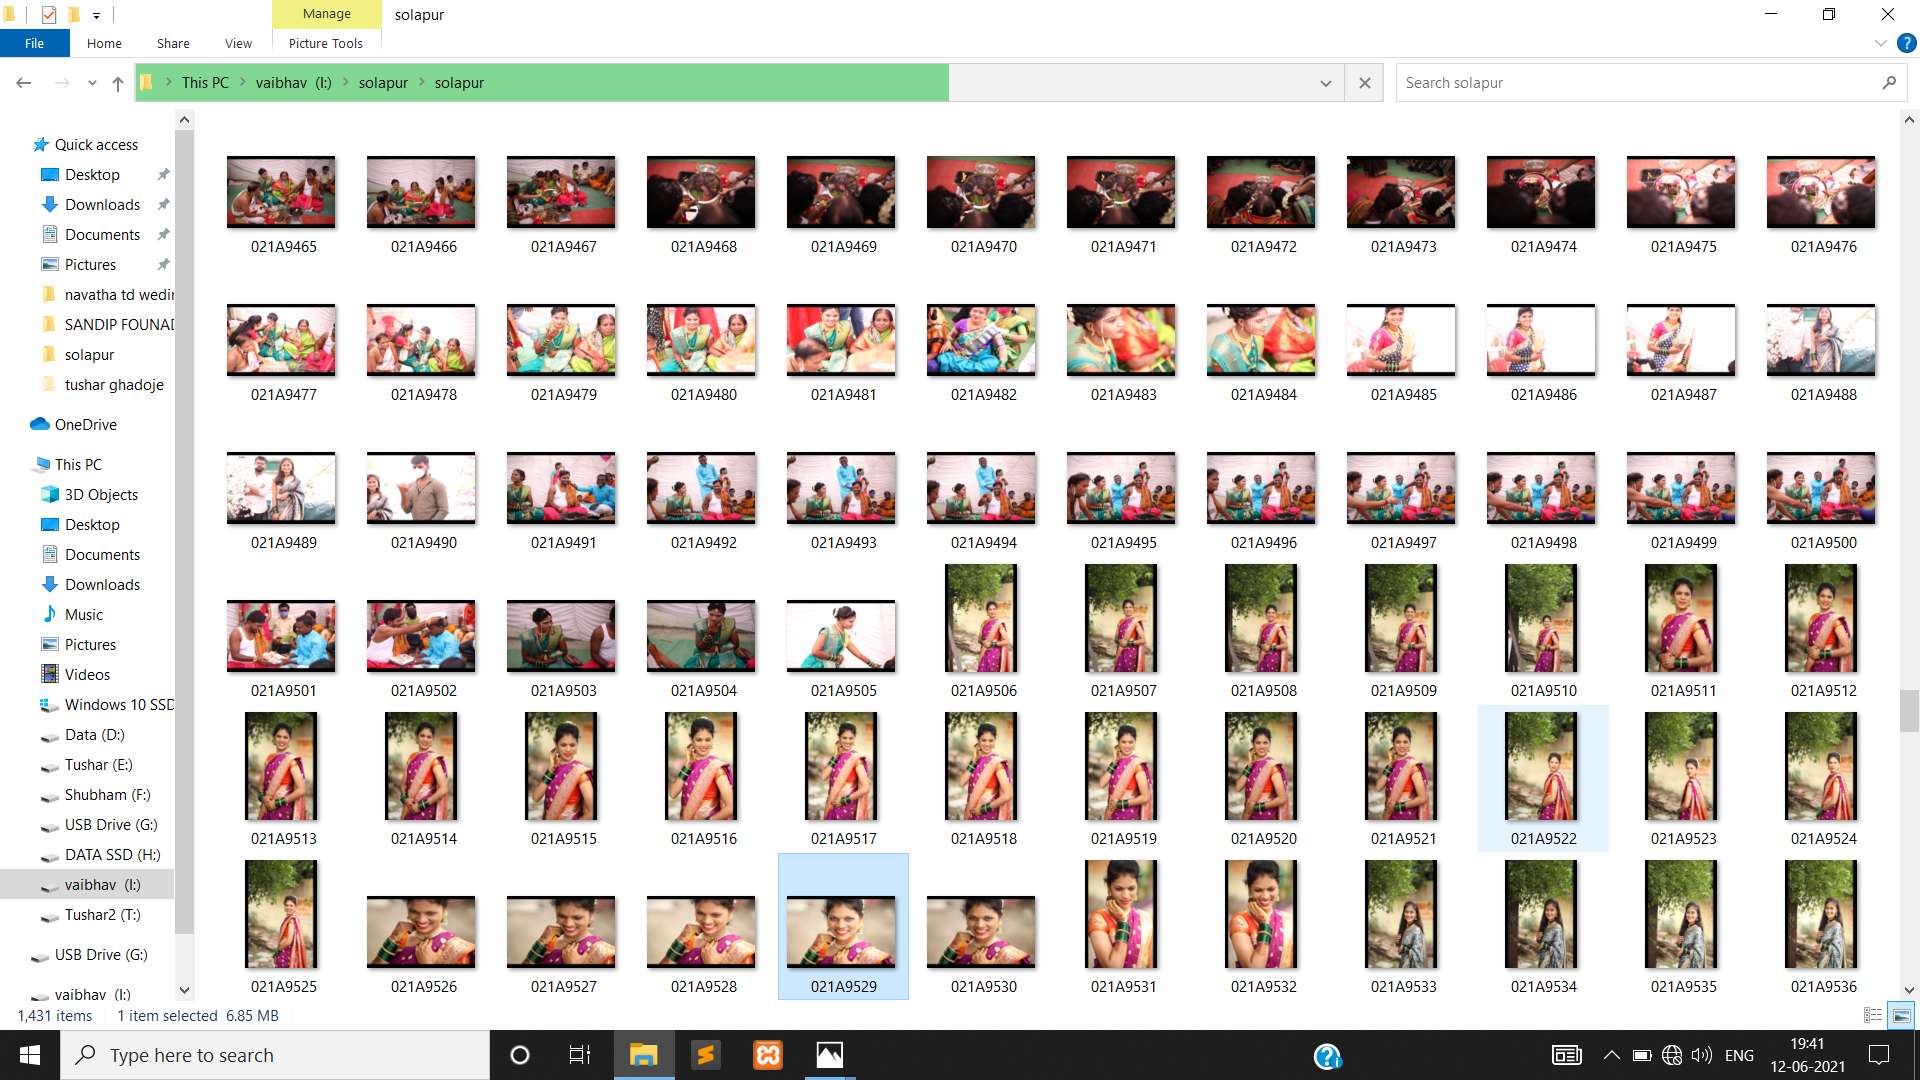 Manage
solapur
File
Home
Share
View
Picture Tools
This PC
vaibhav (I:)
solapur
solapur
Search solapur
Quick access
Desktop
Downloads
Documents
Pictures
navatha td wedin
SANDIP FOUNAD
solapur
tushar ghadoje
OneDrive
This PC
3D Objects
Desktop
Documents
Downloads
Music
Pictures
Videos
Windows 10 SSD
Data (D:)
Tushar (E:)
Shubham (F:)
USB Drive (G:)
DATA SSD (H:)
vaibhav (I:)
Tushar2 (T:)
USB Drive (G:)
vaibhav (I:)
021A9465 021A9466 021A9467 021A9468 021A9469 021A9470 021A9471 021A9472 021A9473 021A9474 021A9475 021A9476
021A9477 021A9478 021A9479 021A9480 021A9481 021A9482 021A9483 021A9484 021A9485 021A9486 021A9487 021A9488
021A9489 021A9490 021A9491 021A9492 021A9493 021A9494 021A9495 021A9496 021A9497 021A9498 021A9499 021A9500
021A9501 021A9502 021A9503 021A9504 021A9505 021A9506 021A9507 021A9508 021A9509 021A9510 021A9511 021A9512
021A9513 021A9514 021A9515 021A9516 021A9517 021A9518 021A9519 021A9520 021A9521 021A9522 021A9523 021A9524
021A9525 021A9526 021A9527 021A9528 021A9529 021A9530 021A9531 021A9532 021A9533 021A9534 021A9535 021A9536
1,431 items 1 item selected 6.85 MB
Type here to search
ENG
19:41
12-06-2021